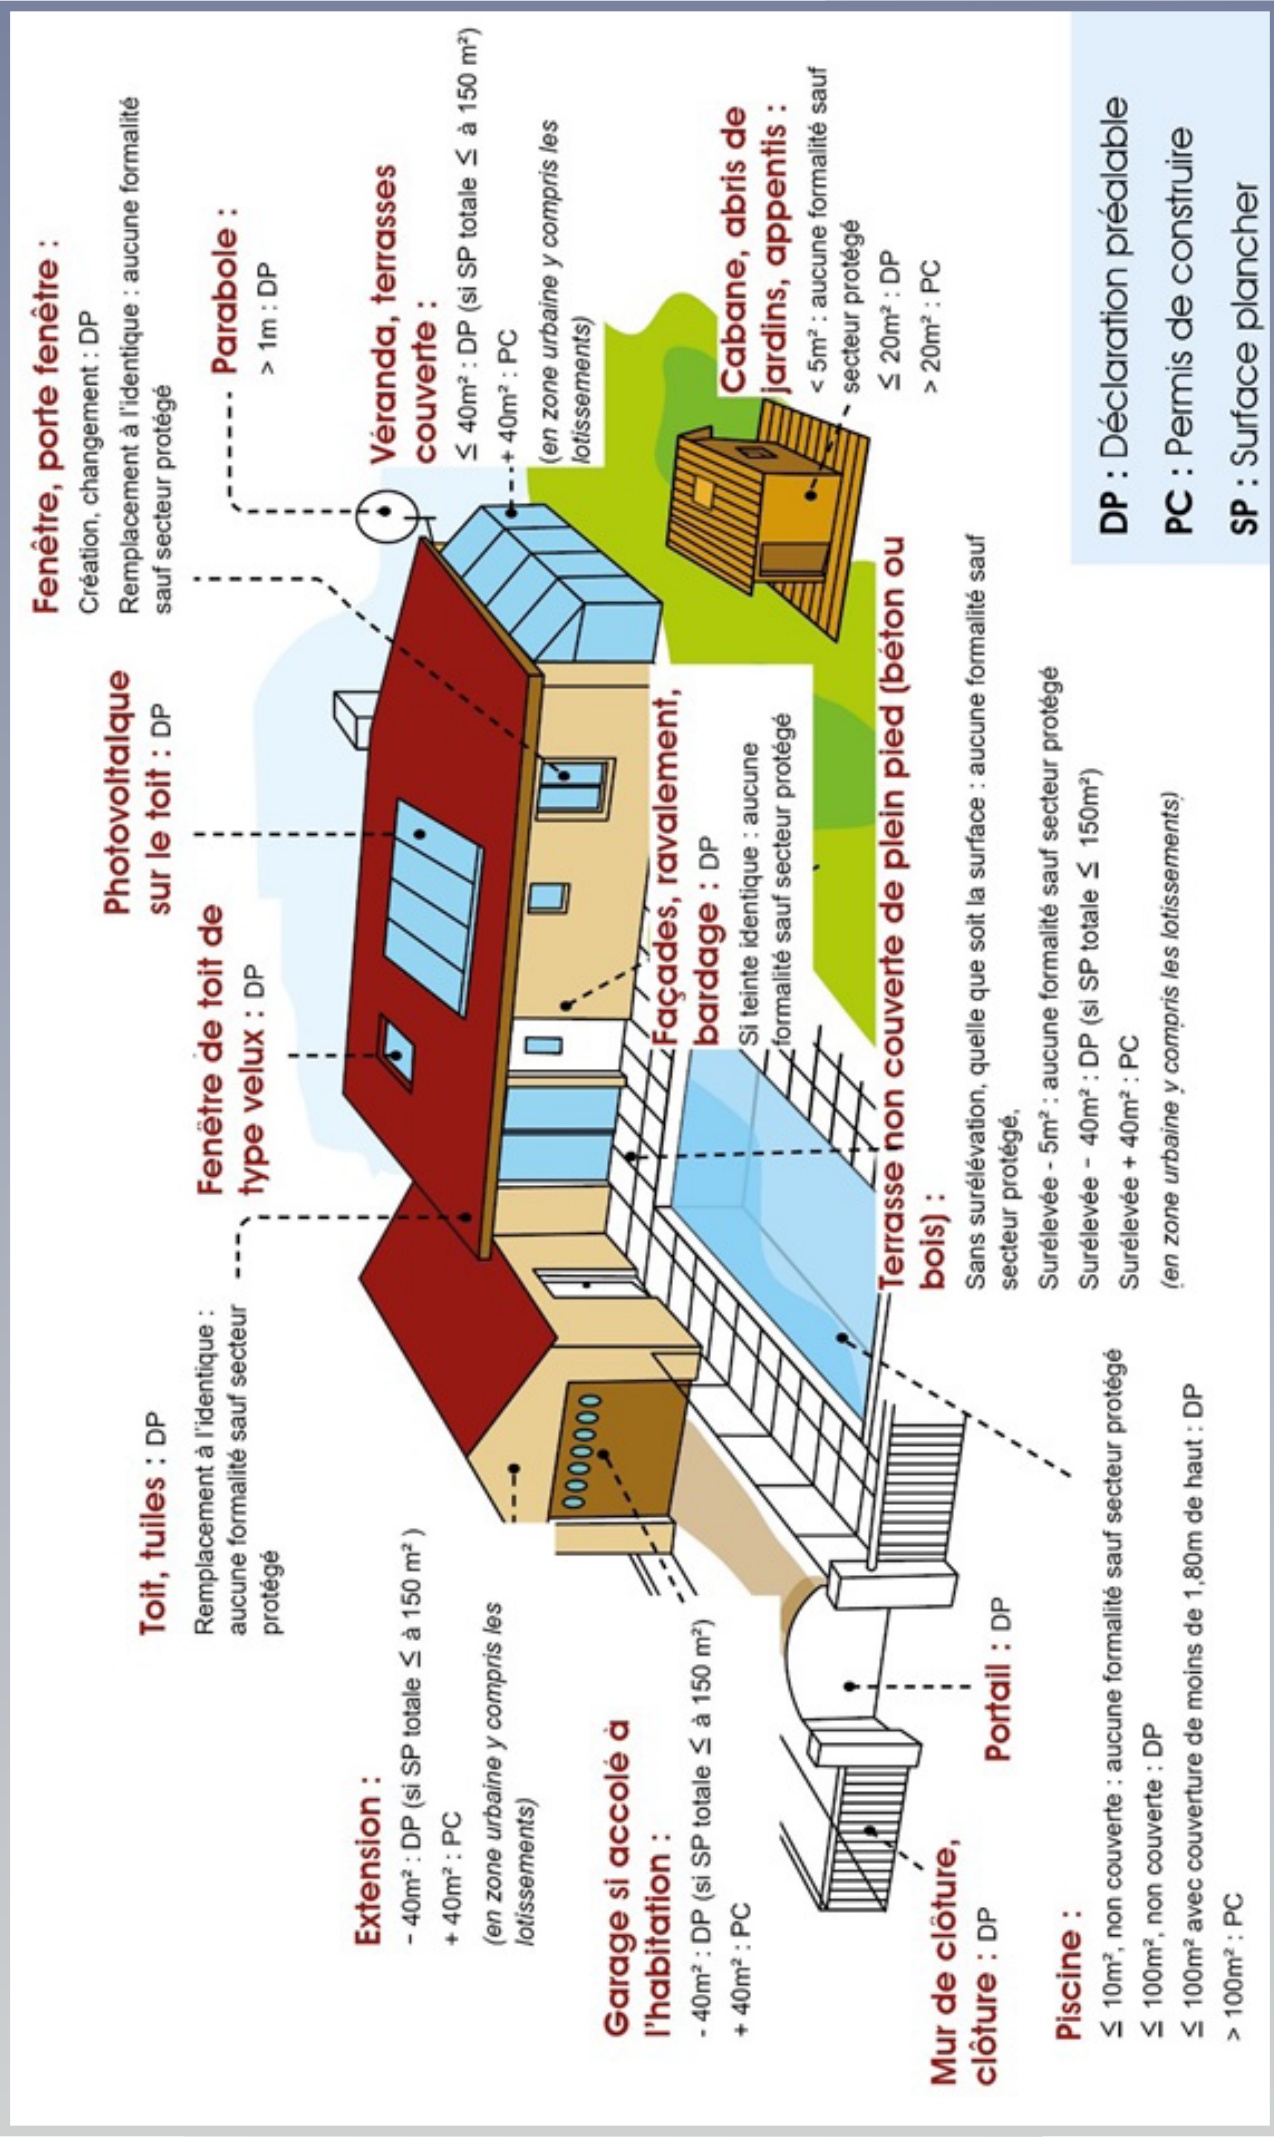 Fenêtre, porte fenêtre :
Création, changement : DP
Remplacement à l'identique : aucune formalité
sauf secteur protégé
Photovoltaïque
sur le toit : DP
Parabole :
> 1m : DP
Fenêtre de toit de
type velux : DP
Toit, tuiles : DP
Remplacement à l'identique :
aucune formalité sauf secteur
protégé
Véranda, terrasses
couverte :
≤ 40m² : DP (si SP totale ≤ à 150 m²)
+ 40m² : PC
(en zone urbaine y compris les
lotissements)
Extension :
- 40m² : DP (si SP totale ≤ à 150 m²)
+ 40m² : PC
(en zone urbaine y compris les
lotissements)
Garage si accolé à
l'habitation :
- 40m² : DP (si SP totale ≤ à 150 m²)
+ 40m² : PC
Façades, ravalement,
bardage : DP
Si teinte identique : aucune
formalité sauf secteur protégé
Cabane, abris de
jardins, appentis :
< 5m² : aucune formalité sauf
secteur protégé
≤ 20m² : DP
> 20m² : PC
Mur de clôture,
clôture : DP
Portail : DP
Terrasse non couverte de plein pied (béton ou
bois) :
Sans surélévation, quelle que soit la surface : aucune formalité sauf
secteur protégé,
Surélevée - 5m² : aucune formalité sauf secteur protégé
Surélevée - 40m² : DP (si SP totale ≤ 150m²)
Surélevée + 40m² : PC
(en zone urbaine y compris les lotissements)
Piscine :
≤ 10m², non couverte : aucune formalité sauf secteur protégé
≤ 100m², non couverte : DP
≤ 100m² avec couverture de moins de 1,80m de haut : DP
> 100m² : PC
DP : Déclaration préalable
PC : Permis de construire
SP : Surface plancher